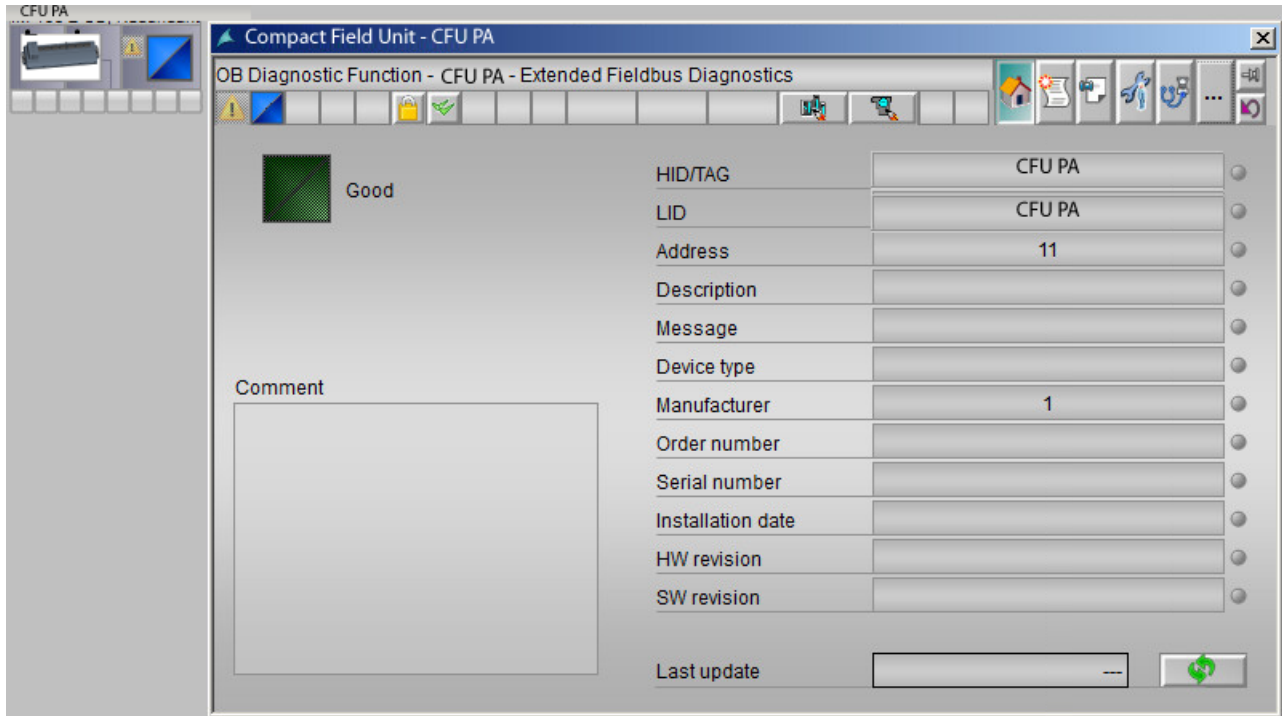 CFU PA
Compact Field Unit - CFU PA
OB Diagnostic Function - CFU PA - Extended Fieldbus Diagnostics
...
Good
HID/TAG CFU PA
LID CFU PA
Address 11
Description
Message
Device type
Comment
Manufacturer 1
Order number
Serial number
Installation date
HW revision
SW revision
Last update ---